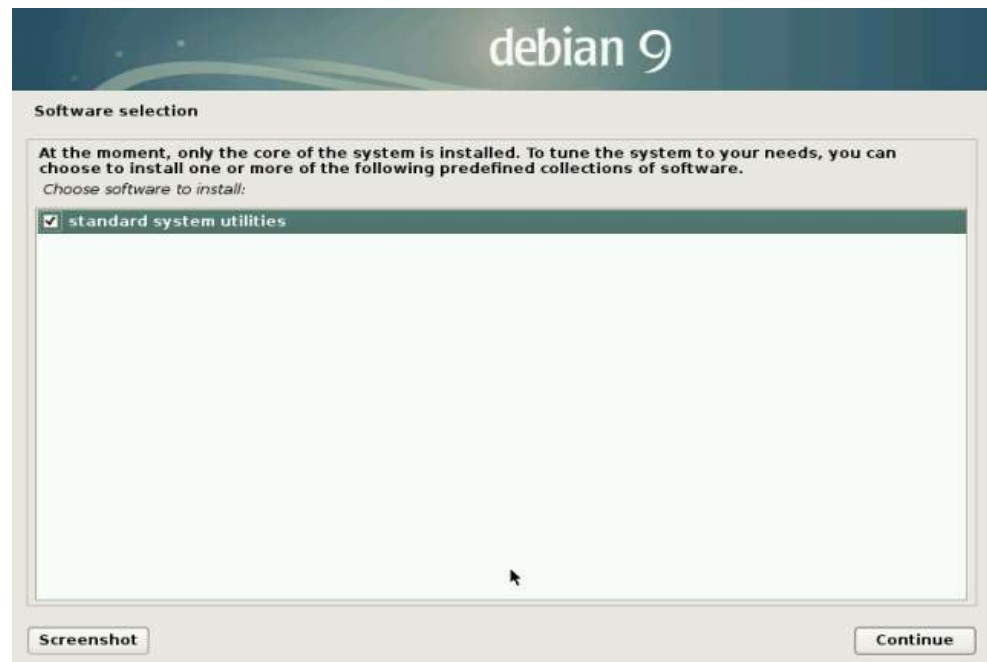 debian 9
Software selection
At the moment, only the core of the system is installed. To tune the system to your needs, you can
choose to install one or more of the following predefined collections of software.
Choose software to install:
standard system utilities
Screenshot
Continue